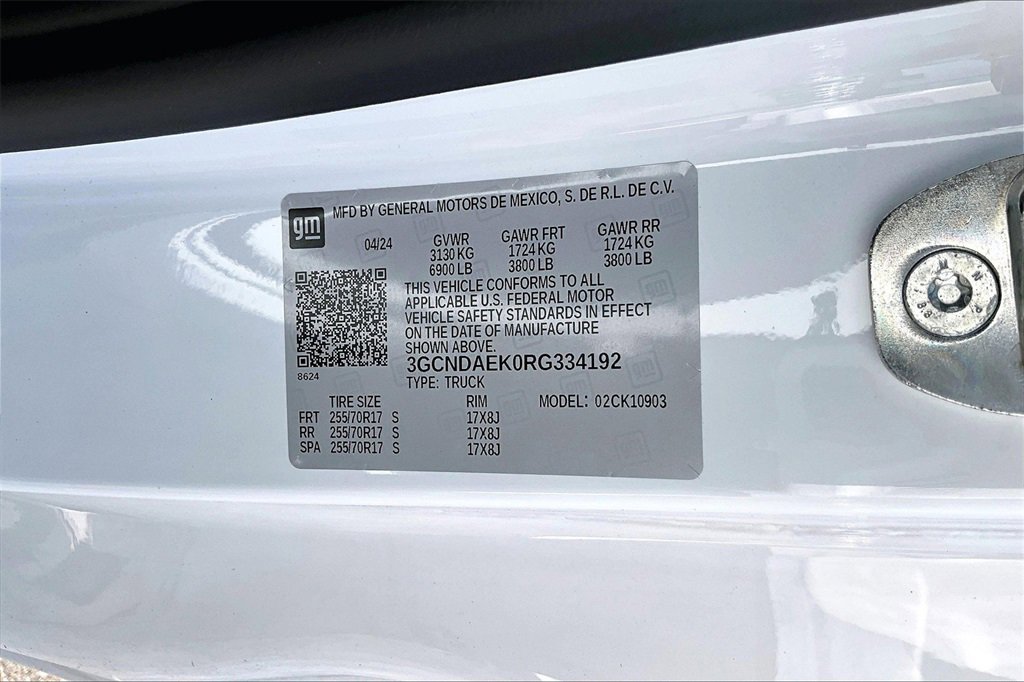 gm
MFD BY GENERAL MOTORS DE MEXICO, S. DE R.L. DE C.V.
04/24 GVWR GAWR FRT GAWR RR
3130 KG 1724 KG 1724 KG
6900 LB 3800 LB 3800 LB
THIS VEHICLE CONFORMS TO ALL
APPLICABLE U.S. FEDERAL MOTOR
VEHICLE SAFETY STANDARDS IN EFFECT
ON THE DATE OF MANUFACTURE
SHOWN ABOVE.
8624
3GCNDAEK0RG334192
TYPE: TRUCK
TIRE SIZE RIM MODEL: 02CK10903
FRT 255/70R17 S 17X8J
RR 255/70R17 S 17X8J
SPA 255/70R17 S 17X8J